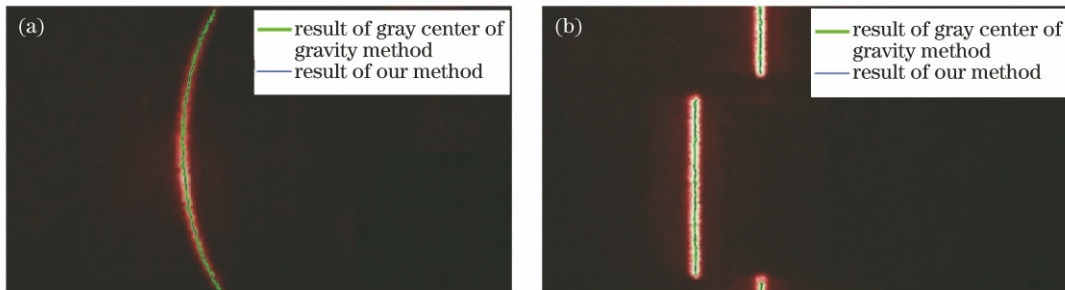 (a)
result of gray center of
gravity method
result of our method
(b)
result of gray center of
gravity method
result of our method